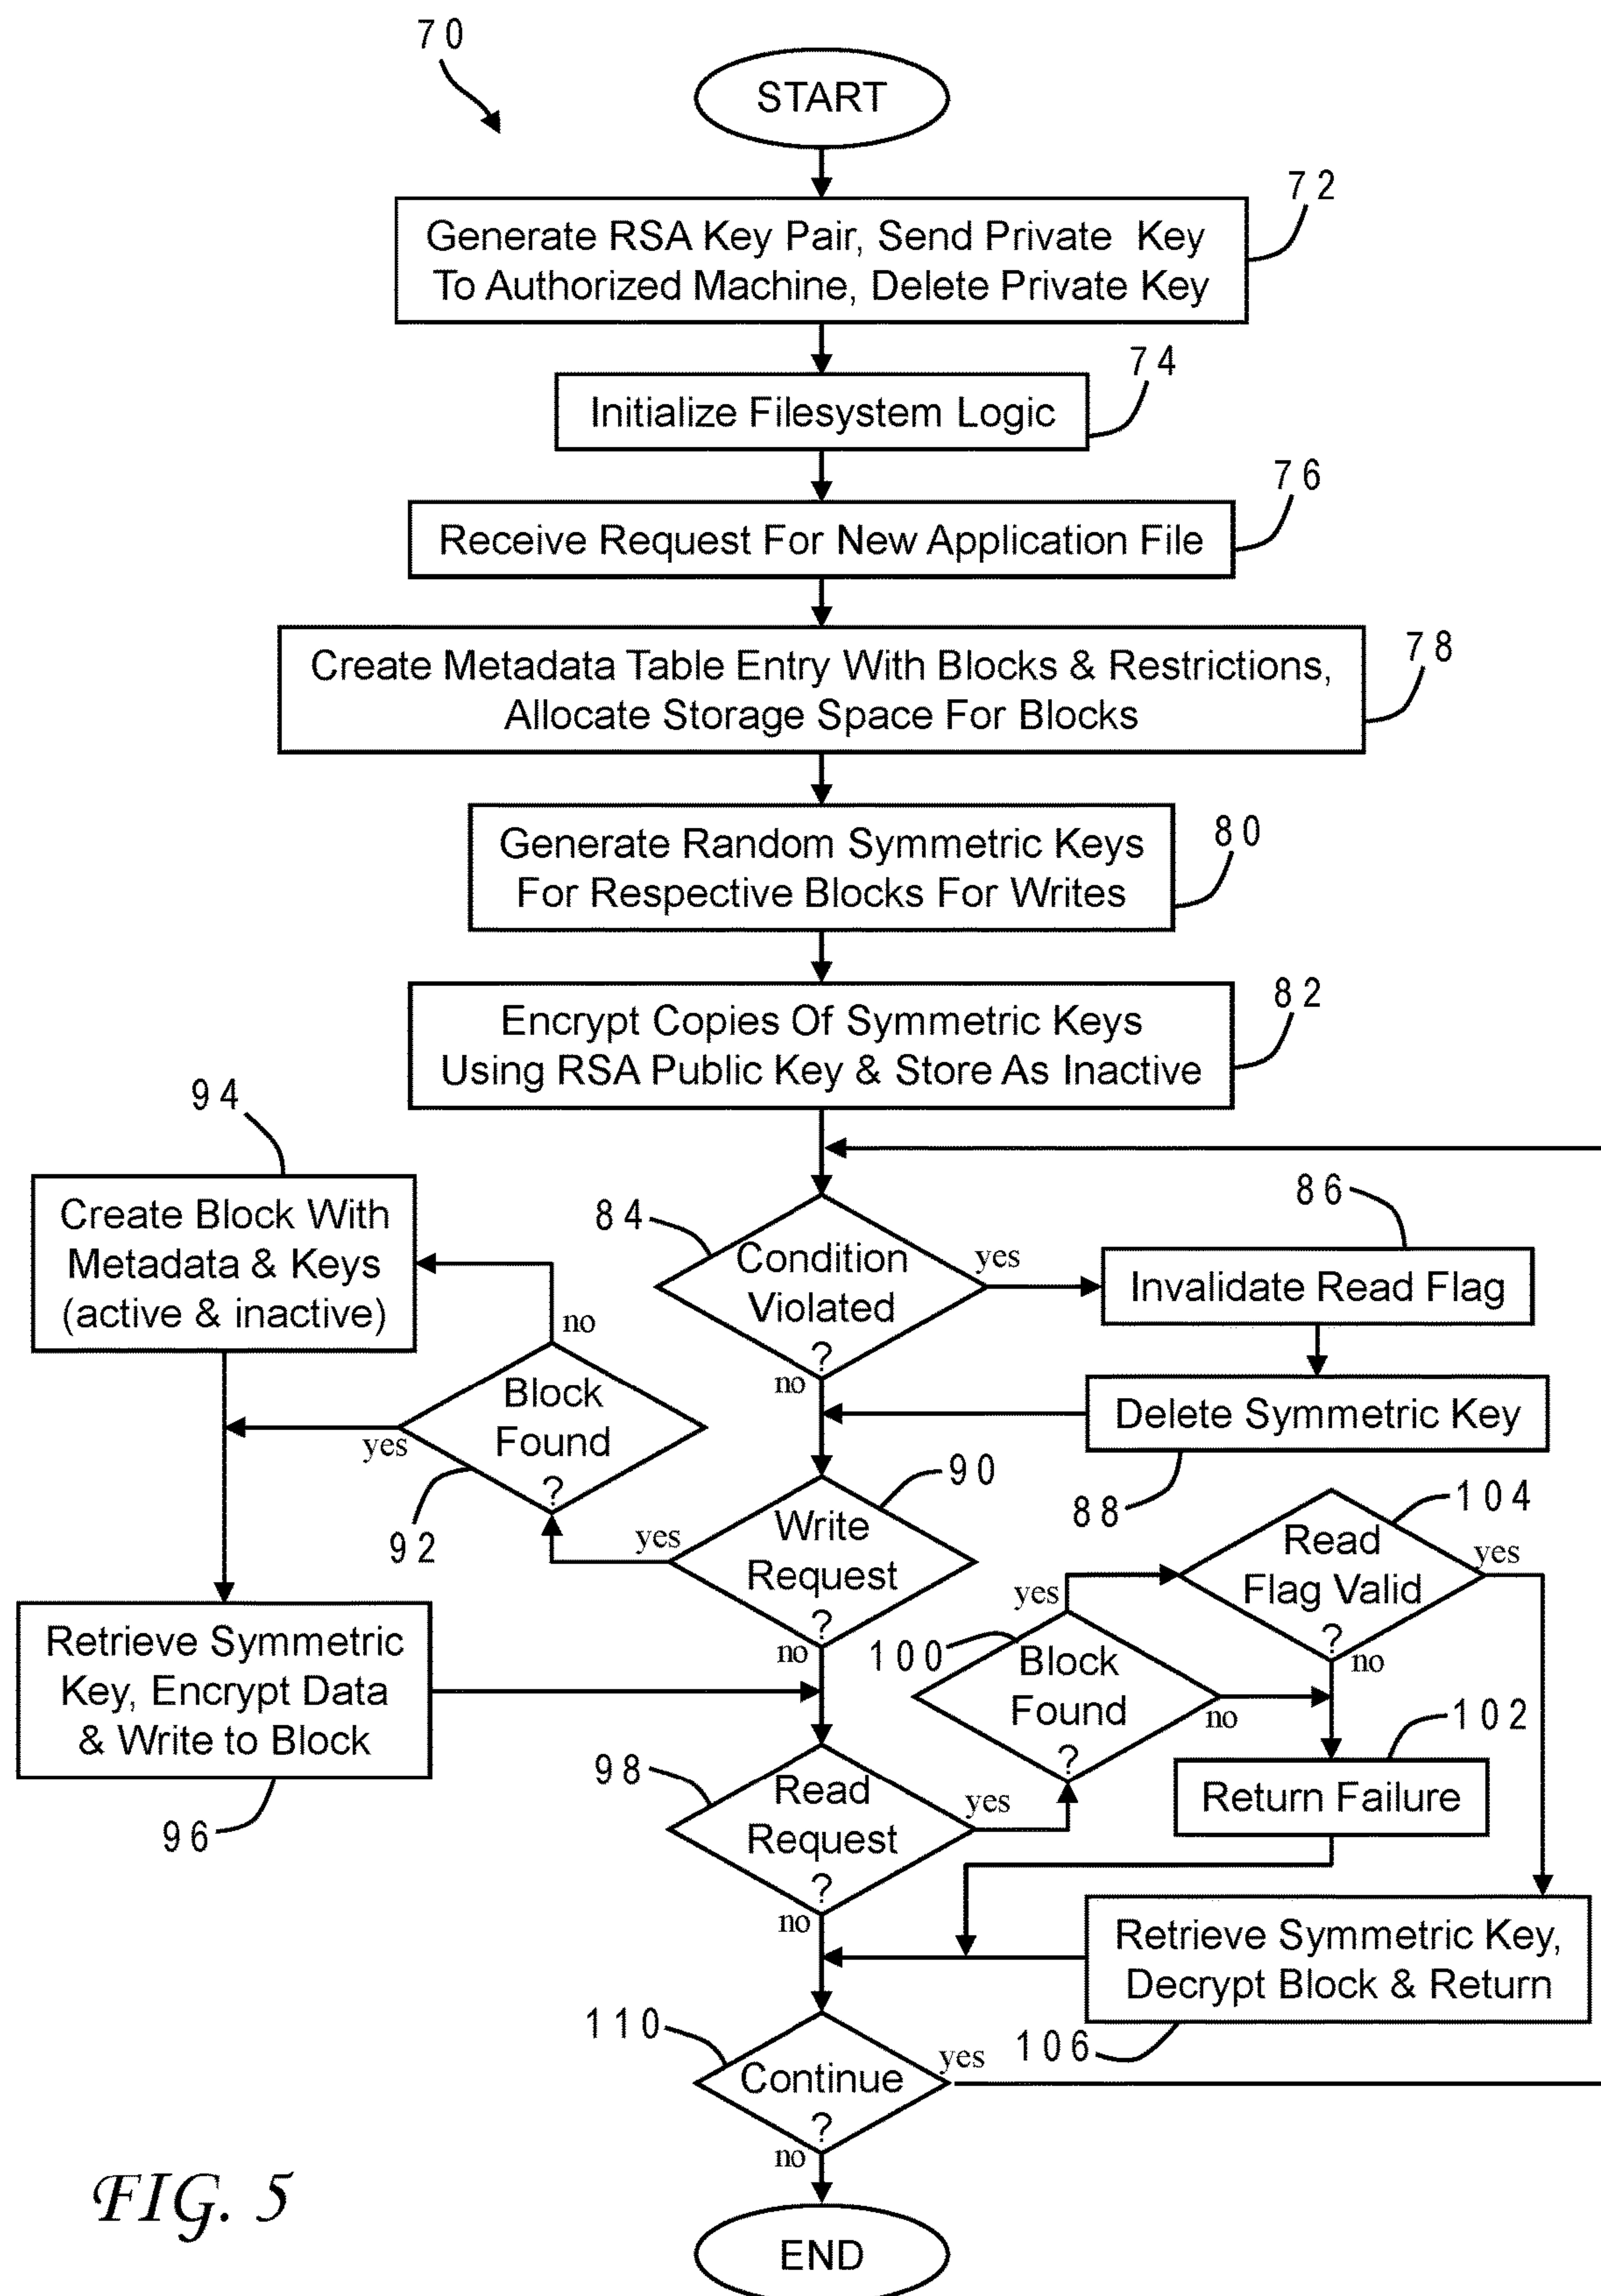 70
START
72
Generate RSA Key Pair, Send Private Key
To Authorized Machine, Delete Private Key
74
Initialize Filesystem Logic
76
Receive Request For New Application File
78
Create Metadata Table Entry With Blocks & Restrictions,
Allocate Storage Space For Blocks
80
Generate Random Symmetric Keys
For Respective Blocks For Writes
82
Encrypt Copies Of Symmetric Keys
Using RSA Public Key & Store As Inactive
94
Create Block With
Metadata & Keys
(active & inactive)
84
Condition
Violated
?
yes
no
86
Invalidate Read Flag
88
Delete Symmetric Key
90
Write
Request
?
yes
no
92
Block
Found
?
no
yes
96
Retrieve Symmetric
Key, Encrypt Data
& Write to Block
98
Read
Request
?
yes
no
100
Block
Found
?
yes
no
104
Read
Flag Valid
?
yes
no
102
Return Failure
106
Retrieve Symmetric Key,
Decrypt Block & Return
110
Continue
?
yes
no
END
FIG. 5